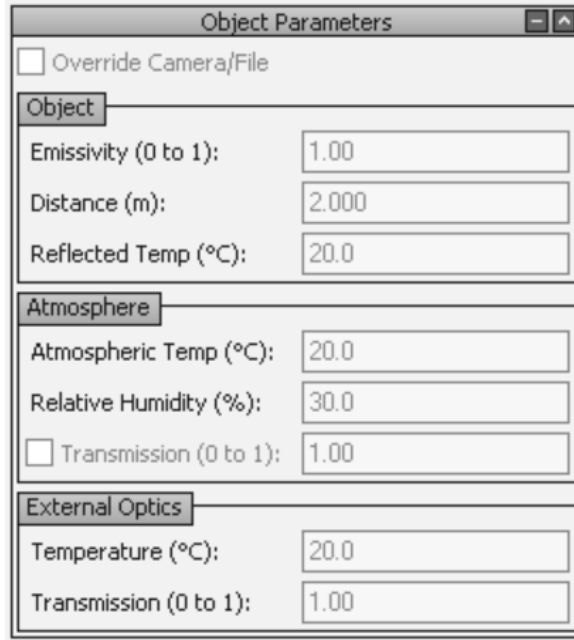 Object Parameters
Override Camera/File
Object
Emissivity (0 to 1): 1.00
Distance (m): 2.000
Reflected Temp (°C): 20.0
Atmosphere
Atmospheric Temp (°C): 20.0
Relative Humidity (%): 30.0
Transmission (0 to 1): 1.00
External Optics
Temperature (°C): 20.0
Transmission (0 to 1): 1.00